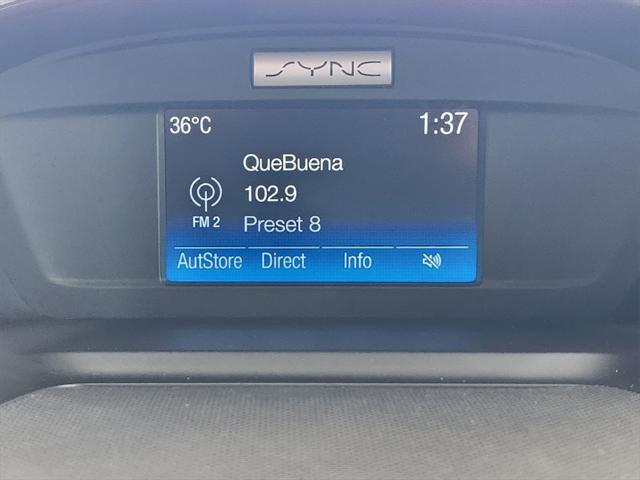 SYNC
36°C 1:37
QueBuena
102.9
FM 2 Preset 8
AutStore Direct Info